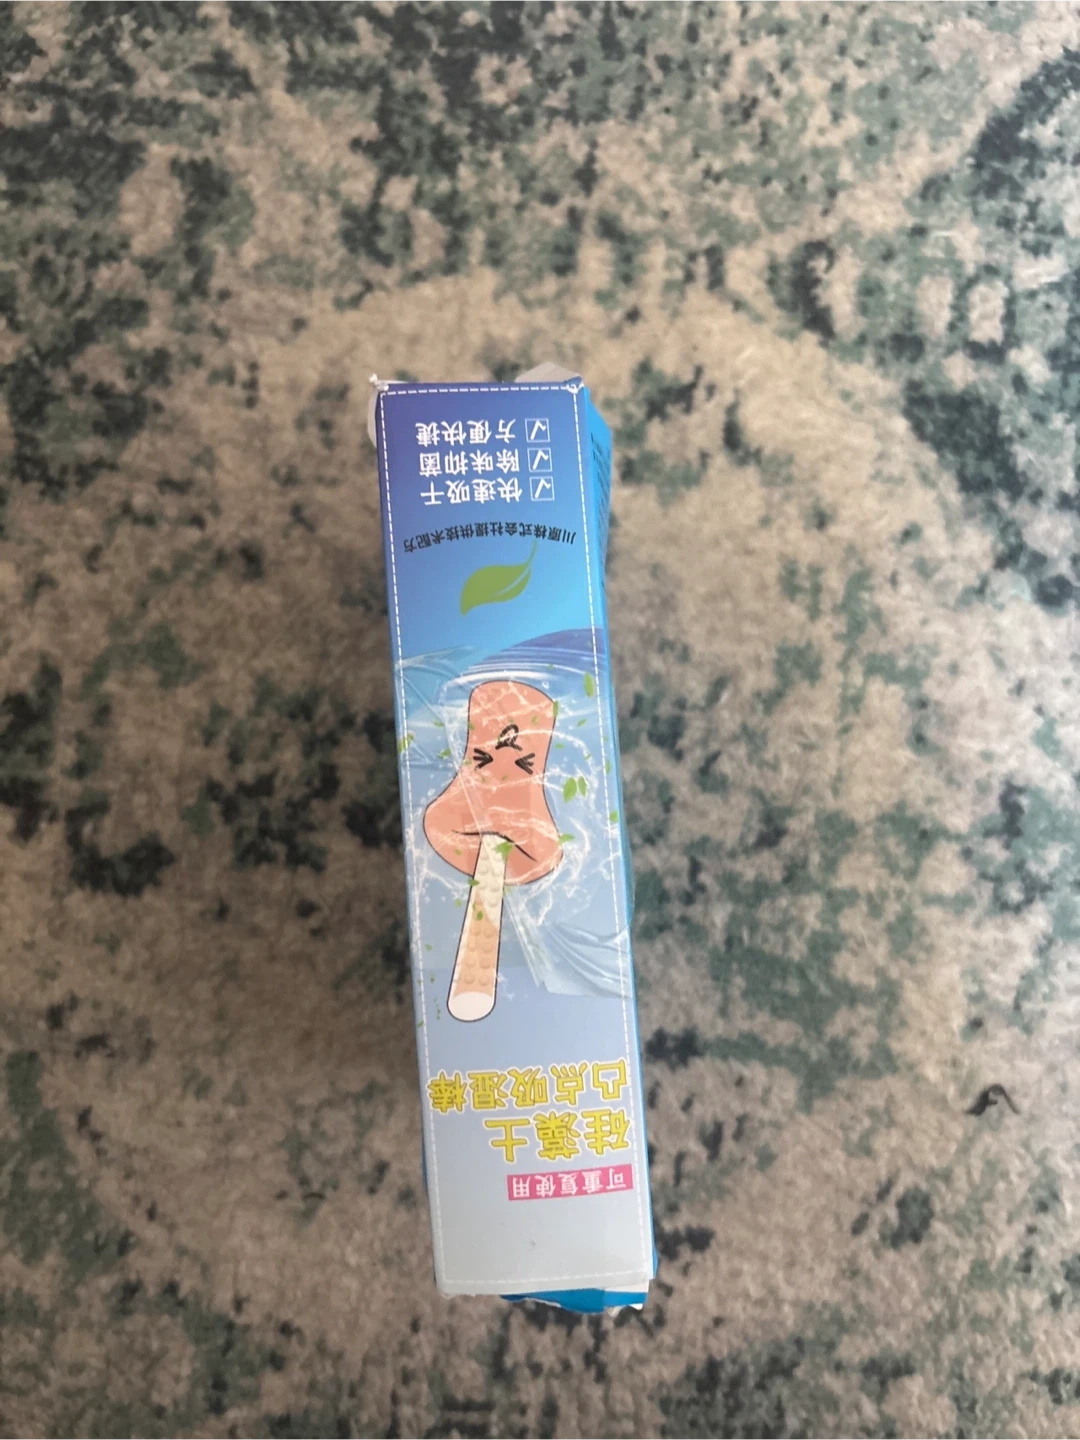 可重复使用
硅藻土
凸点吸湿棒
川原株式会社提供技术配方
快速吸干
除味抑菌
方便快捷